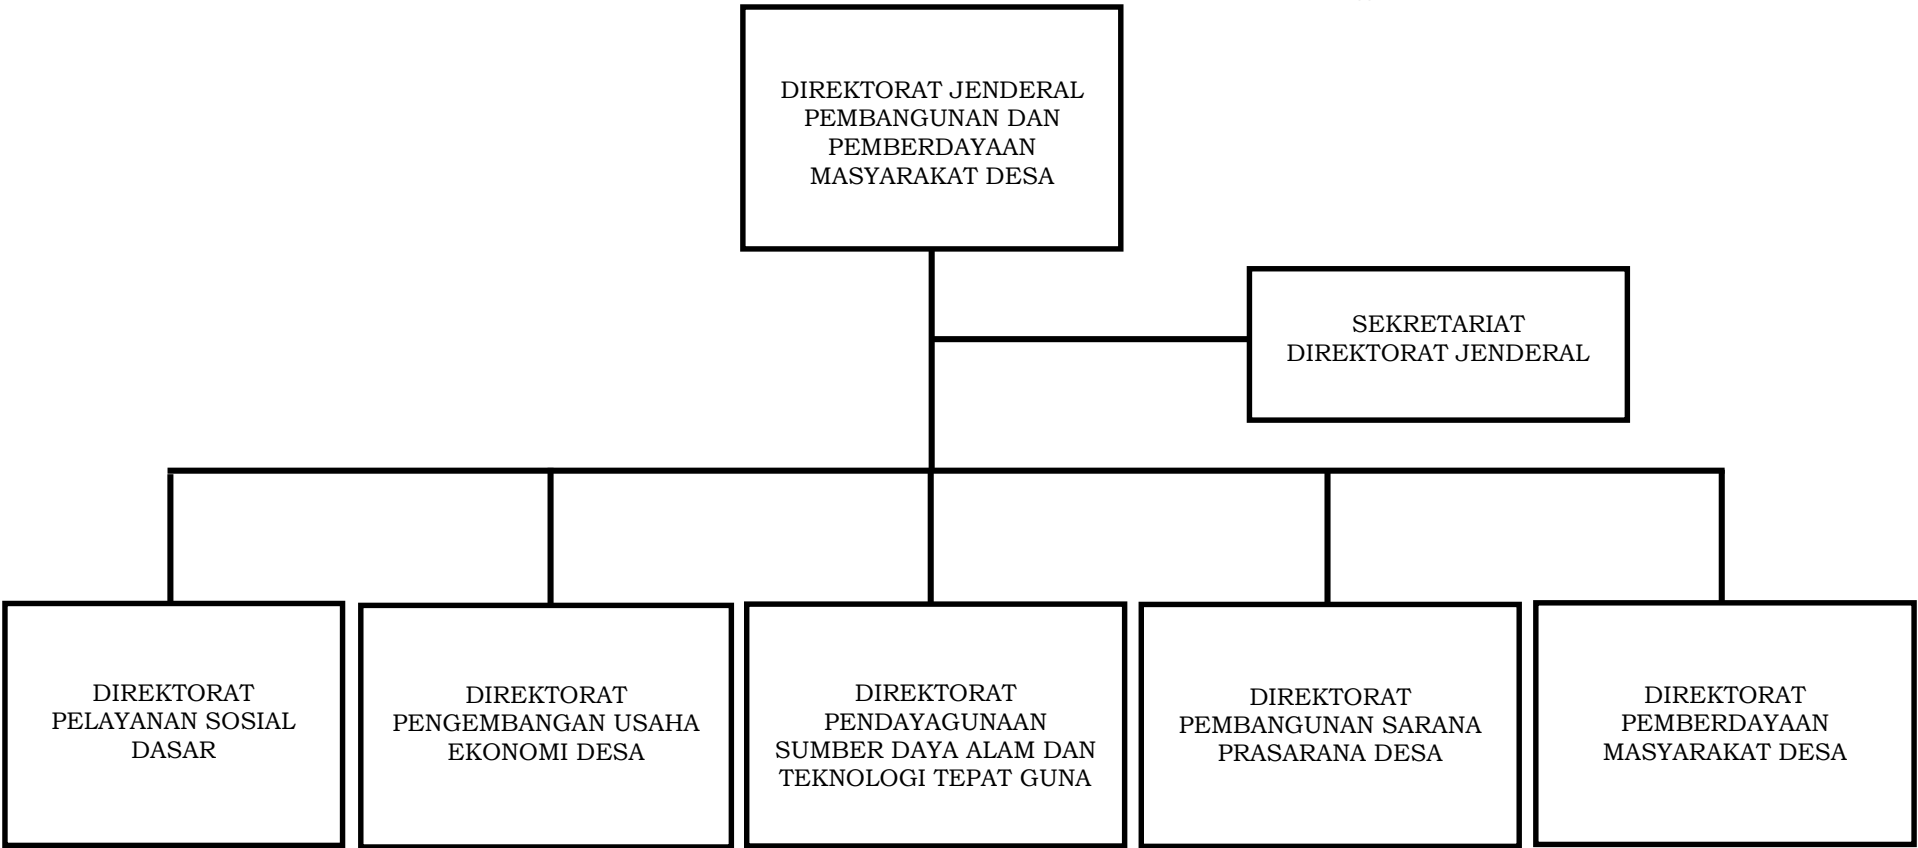 DIREKTORAT JENDERAL
PEMBANGUNAN DAN
PEMBERDAYAAN
MASYARAKAT DESA
SEKRETARIAT
DIREKTORAT JENDERAL
DIREKTORAT
PELAYANAN SOSIAL
DASAR
DIREKTORAT
PENGEMBANGAN USAHA
EKONOMI DESA
DIREKTORAT
PENDAYAGUNAAN
SUMBER DAYA ALAM DAN
TEKNOLOGI TEPAT GUNA
DIREKTORAT
PEMBANGUNAN SARANA
PRASARANA DESA
DIREKTORAT
PEMBERDAYAAN
MASYARAKAT DESA